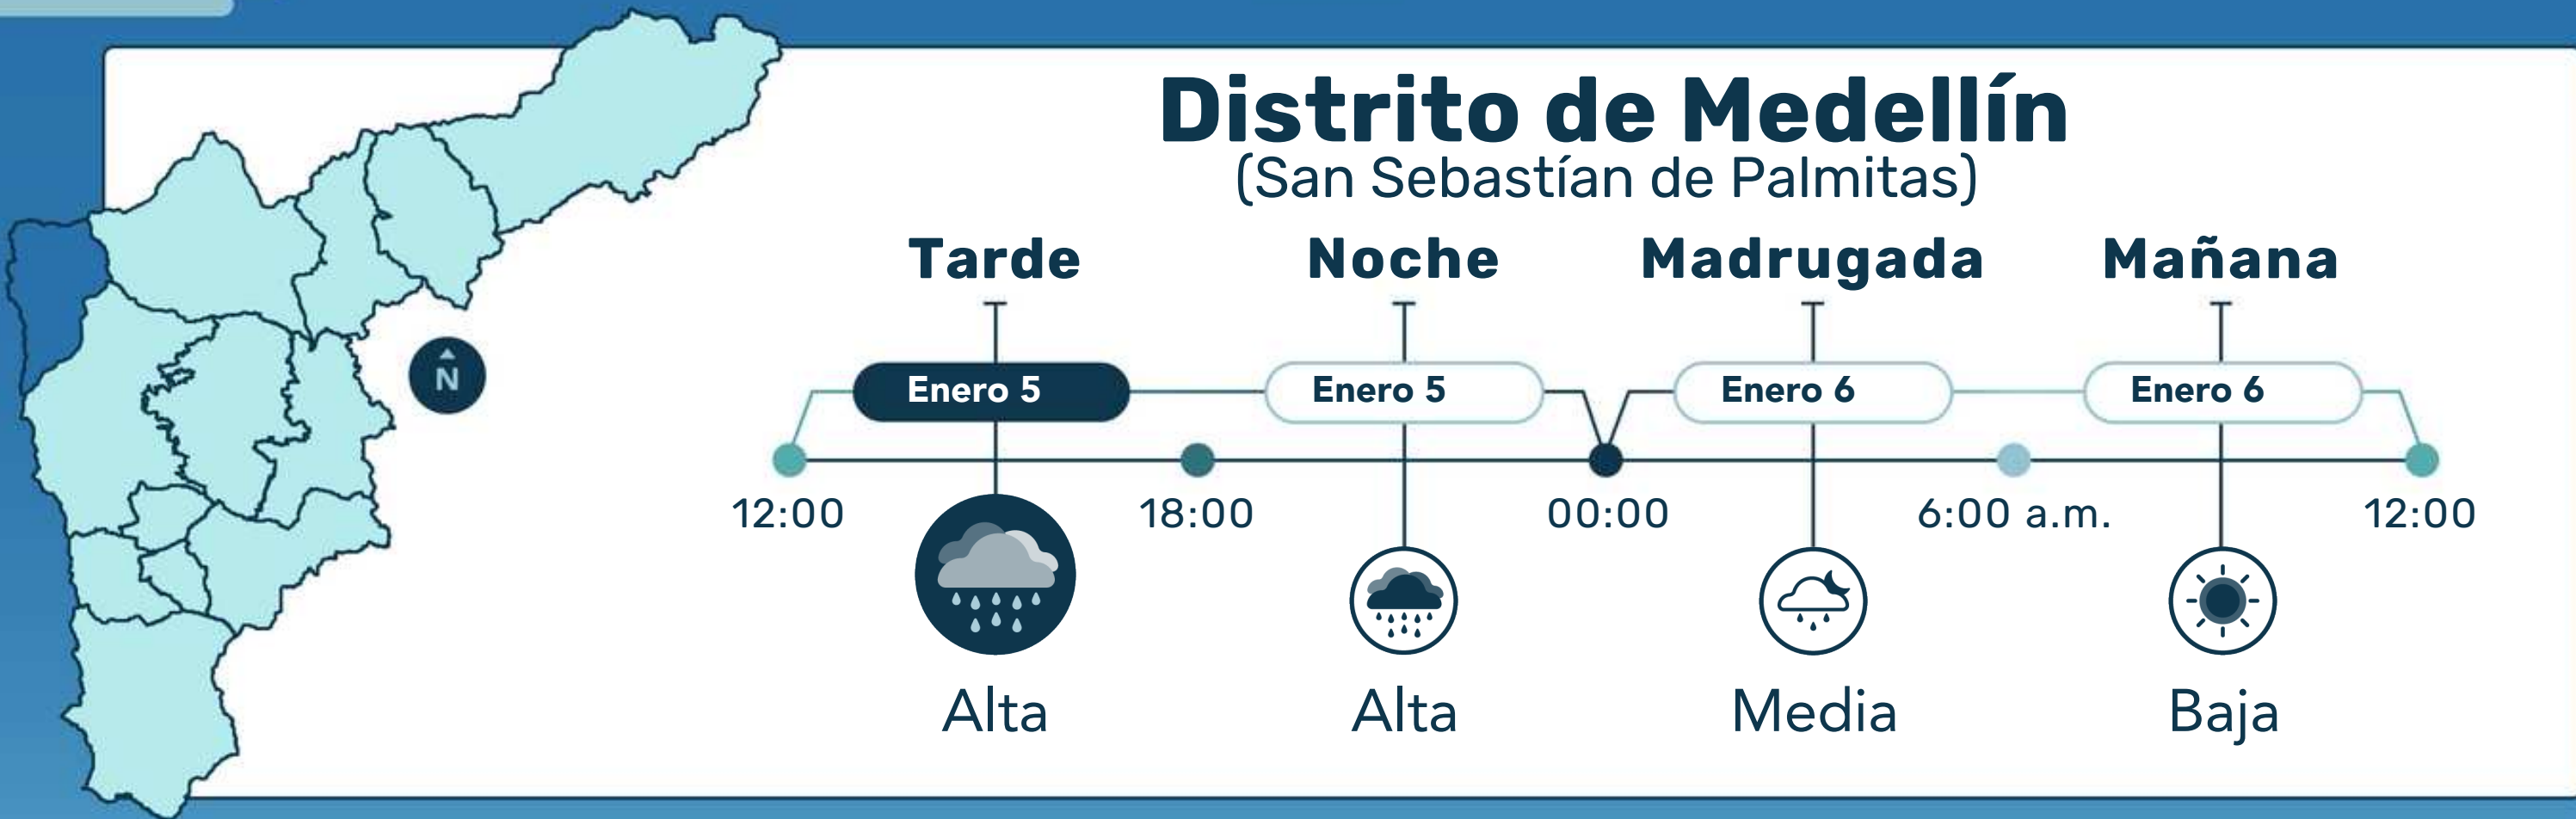 Distrito de Medellín
(San Sebastían de Palmitas)
Tarde Noche Madrugada Mañana
N
Enero 5 Enero 5 Enero 6 Enero 6
12:00 18:00 00:00 6:00 a.m. 12:00
Alta Alta Media Baja